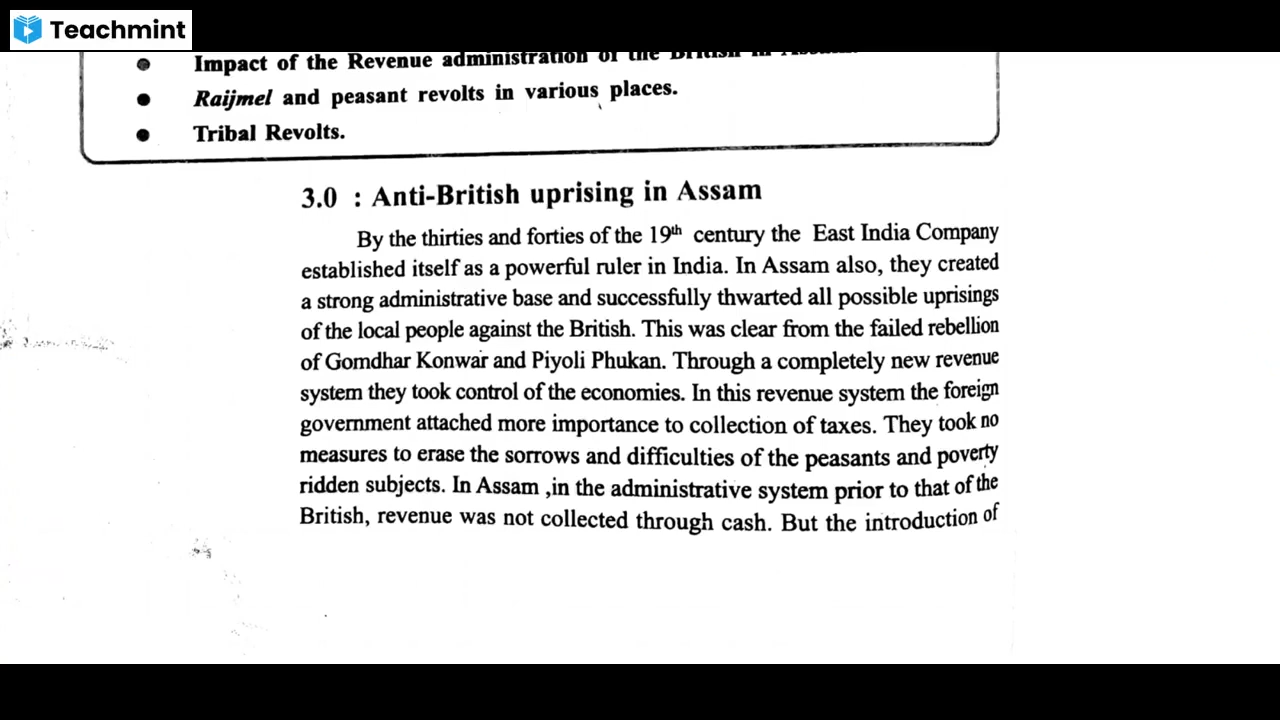 Teachmint
Impact of the Revenue administration of the British in Assam.
Raijmel and peasant revolts in various places.
Tribal Revolts.
3.0 : Anti-British uprising in Assam
By the thirties and forties of the 19th century the East India Company
established itself as a powerful ruler in India. In Assam also, they created
a strong administrative base and successfully thwarted all possible uprisings
of the local people against the British. This was clear from the failed rebellion
of Gomdhar Konwar and Piyoli Phukan. Through a completely new revenue
system they took control of the economies. In this revenue system the foreign
government attached more importance to collection of taxes. They took no
measures to erase the sorrows and difficulties of the peasants and poverty
ridden subjects. In Assam ,in the administrative system prior to that of the
British, revenue was not collected through cash. But the introduction of